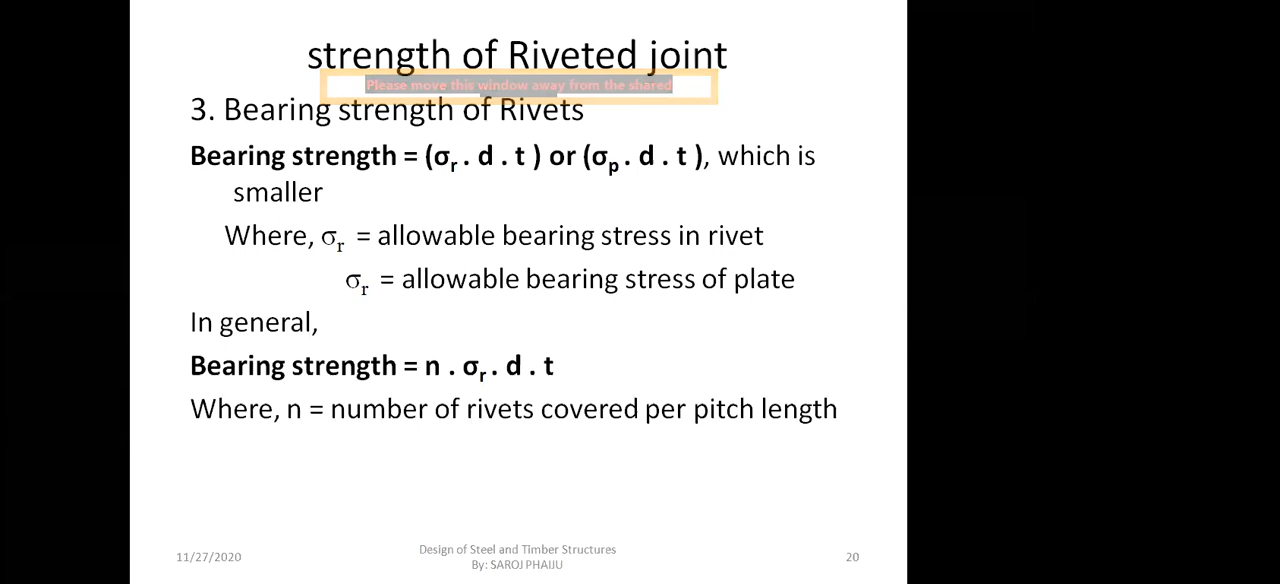 strength of Riveted joint
Please move this window away from the shared
3. Bearing strength of Rivets
Bearing strength = (σr . d . t ) or (σp . d . t ), which is
smaller
Where, σr = allowable bearing stress in rivet
σr = allowable bearing stress of plate
In general,
Bearing strength = n . σr . d . t
Where, n = number of rivets covered per pitch length
11/27/2020
Design of Steel and Timber Structures
By: SAROJ PHAIJU
20